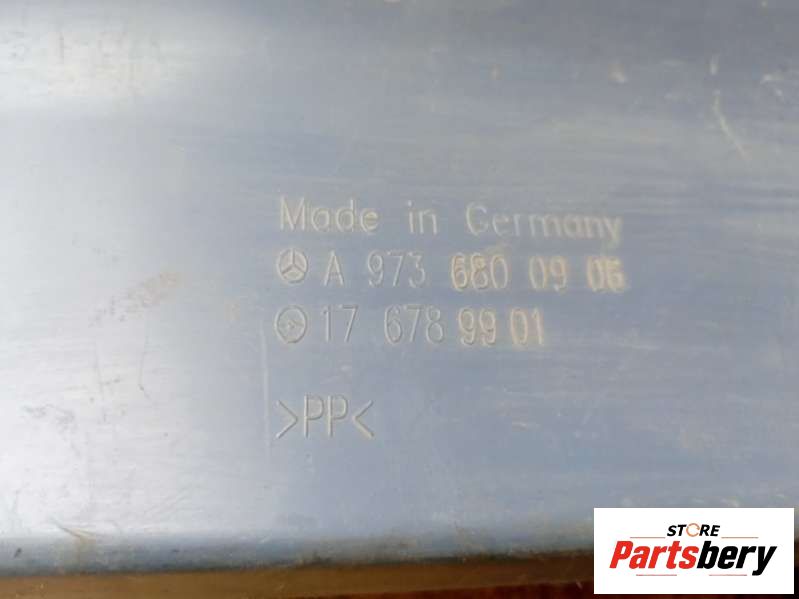 Made in Germany
A 973 680 09 06
17 678 99 01
>PP<
STORE
Partsbery